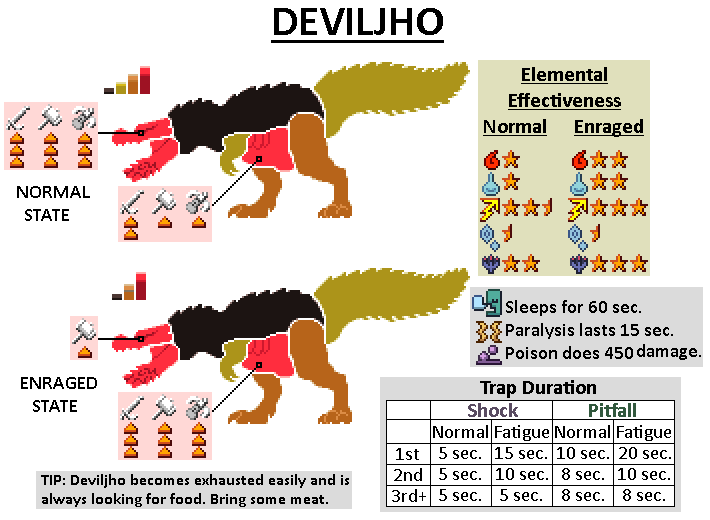 DEVILJHO
Elemental
Effectiveness
Normal Enraged
NORMAL
STATE
ENRAGED
STATE
Sleeps for 60 sec.
Paralysis lasts 15 sec.
Poison does 450 damage.
Trap Duration
Shock Pitfall
Normal Fatigue Normal Fatigue
1st 5 sec. 15 sec. 10 sec. 20 sec.
2nd 5 sec. 10 sec. 8 sec. 10 sec.
3rd+ 5 sec. 5 sec. 8 sec. 8 sec.
TIP: Deviljho becomes exhausted easily and is
always looking for food. Bring some meat.